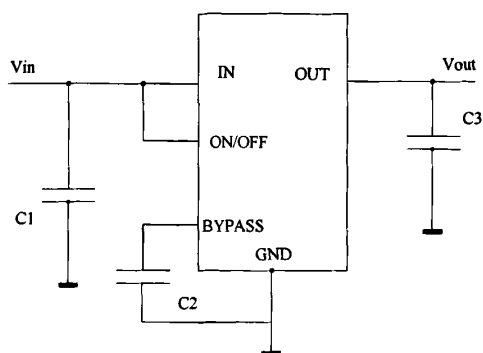 Vin
IN
OUT
Vout
C3
ON/OFF
C1
BYPASS
GND
C2